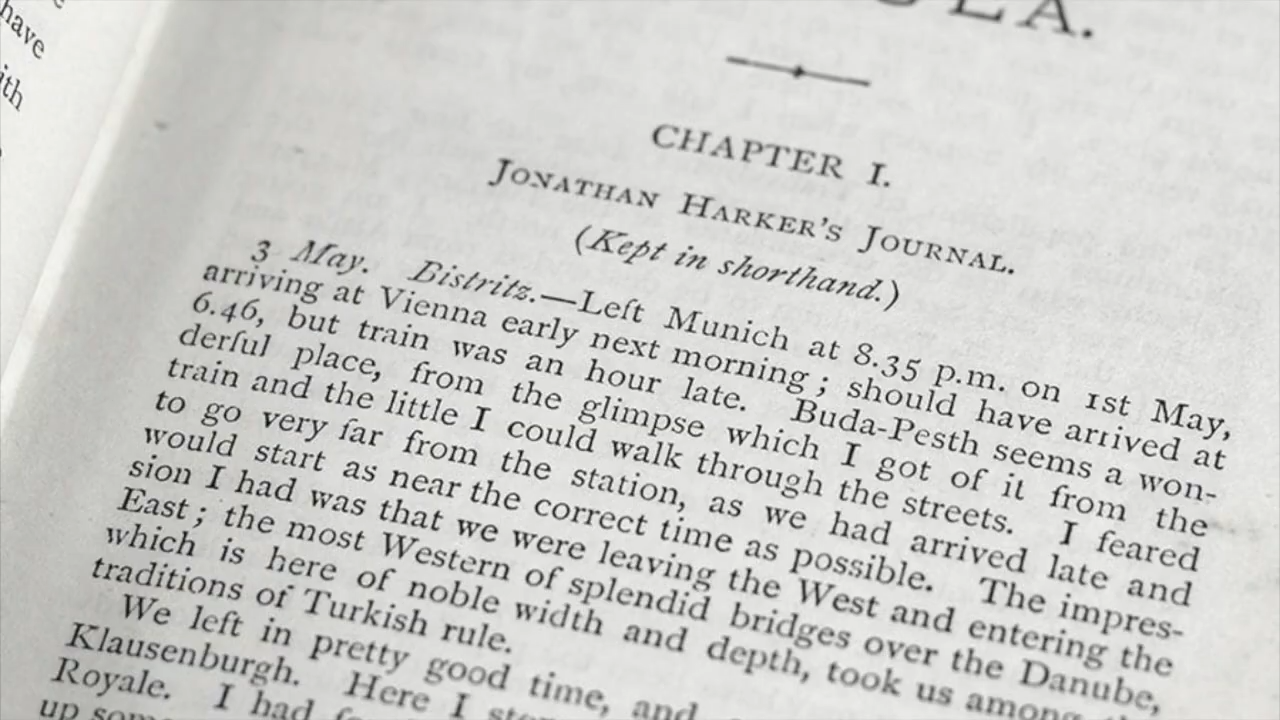 have
ith
LA.
CHAPTER I.
JONATHAN HARKER'S JOURNAL.
(Kept in shorthand.)
3 May. Bistritz.—Left Munich at 8.35 p.m. on 1st May,
arriving at Vienna early next morning; should have arrived at
6.46, but train was an hour late. Buda-Pesth seems a won-
derful place, from the glimpse which I got of it from the
train and the little I could walk through the streets. I feared
to go very far from the station, as we had arrived late and
would start as near the correct time as possible. The impres-
sion I had was that we were leaving the West and entering the
East; the most Western of splendid bridges over the Danube,
which is here of noble width and depth, took us among
traditions of Turkish rule.
We left in pretty good time, and
Klausenburgh. Here I
Royale. I had
up